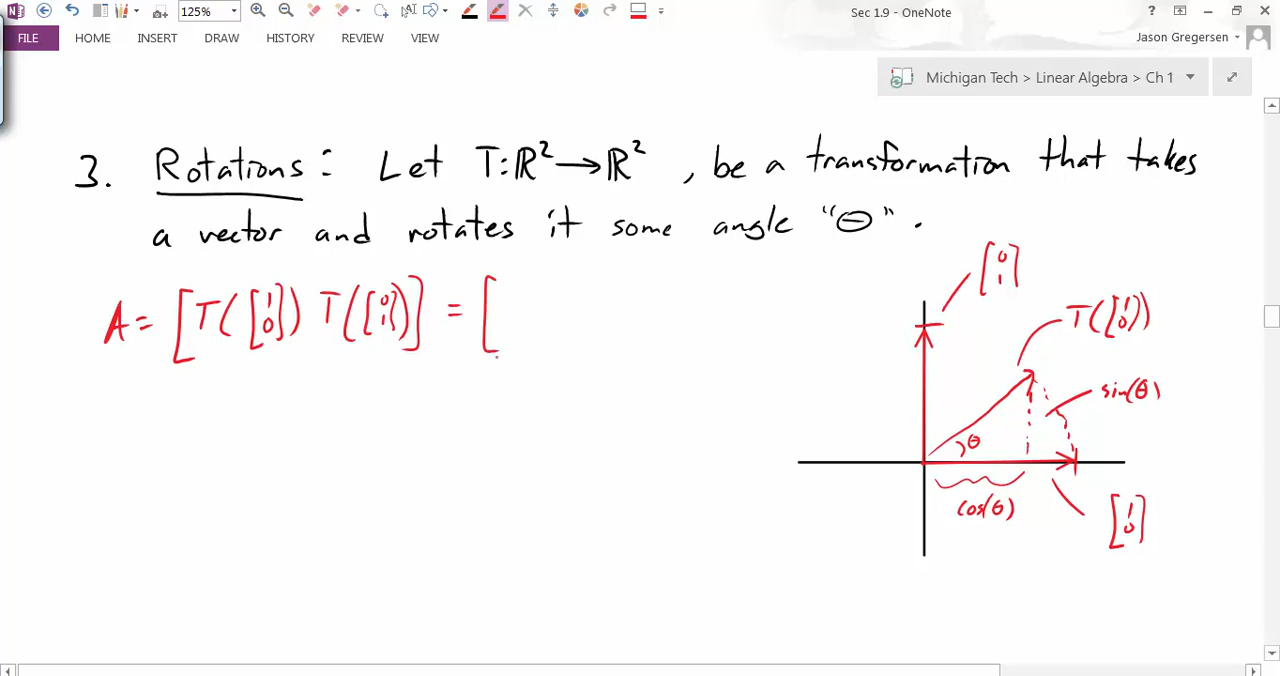 125%
Sec 1.9 - OneNote
FILE HOME INSERT DRAW HISTORY REVIEW VIEW
Jason Gregersen
Michigan Tech > Linear Algebra > Ch 1
3. Rotations: Let T:ℝ²→ℝ², be a transformation that takes
a vector and rotates it some angle "θ".
A = [T([1 0]) T([0 1])] = [
[0 1]
T([1 0])
sin(θ)
θ
cos(θ)
[1 0]